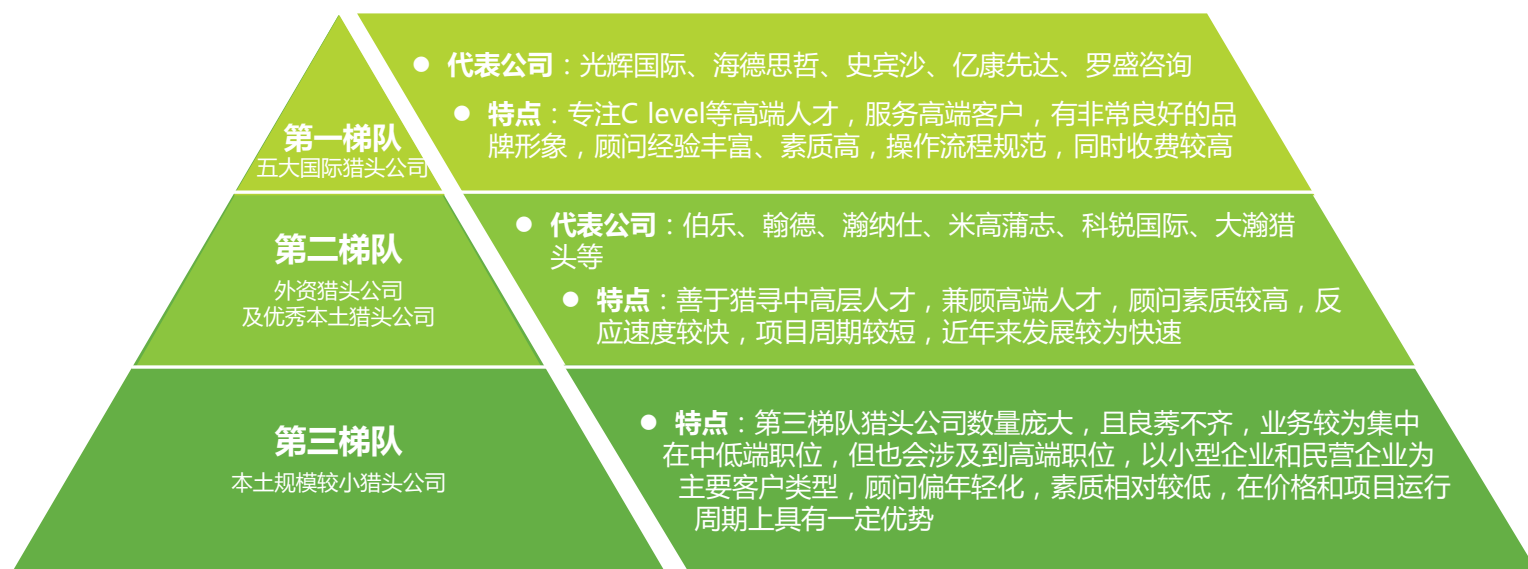 第一梯队
五大国际猎头公司
● 代表公司：光辉国际、海德思哲、史宾沙、亿康先达、罗盛咨询
● 特点：专注C level等高端人才，服务高端客户，有非常良好的品
牌形象，顾问经验丰富、素质高，操作流程规范，同时收费较高
第二梯队
外资猎头公司
及优秀本土猎头公司
● 代表公司：伯乐、翰德、瀚纳仕、米高蒲志、科锐国际、大瀚猎
头等
● 特点：善于猎寻中高层人才，兼顾高端人才，顾问素质较高，反
应速度较快，项目周期较短，近年来发展较为快速
第三梯队
本土规模较小猎头公司
● 特点：第三梯队猎头公司数量庞大，且良莠不齐，业务较为集中
在中低端职位，但也会涉及到高端职位，以小型企业和民营企业为
主要客户类型，顾问偏年轻化，素质相对较低，在价格和项目运行
周期上具有一定优势